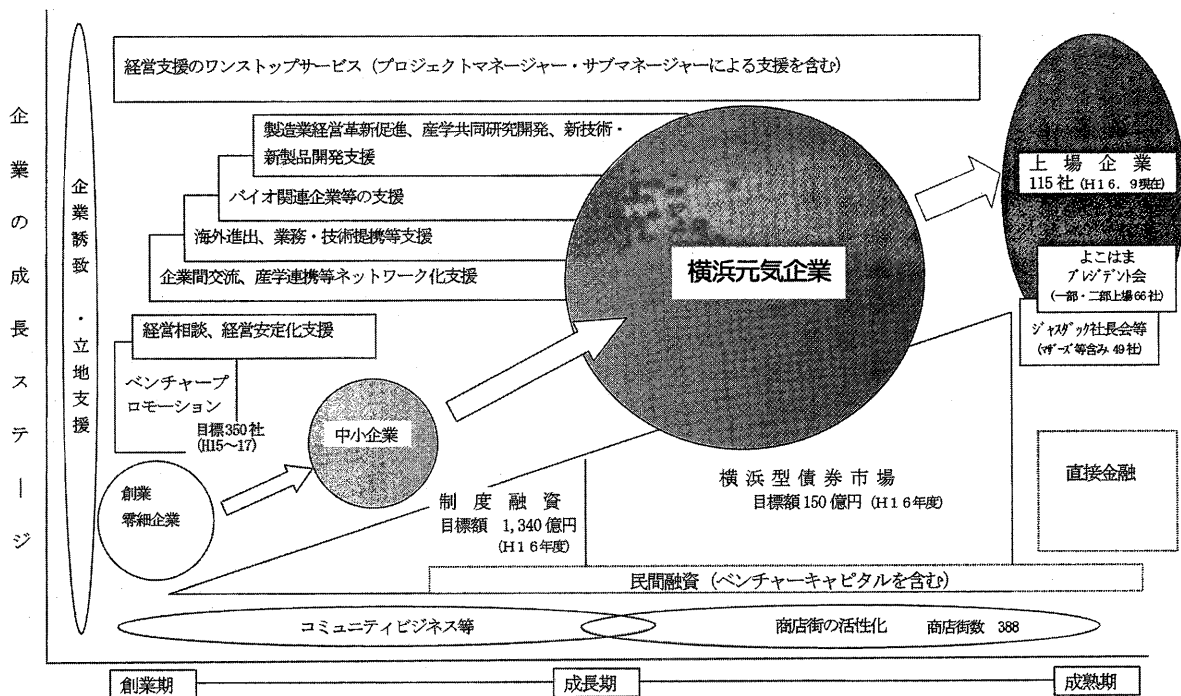 企業の成長ステージ
企業誘致・立地支援
経営支援のワンストップサービス（プロジェクトマネージャー・サブマネージャーによる支援を含む）
製造業経営革新促進、産学共同研究開発、新技術・
新製品開発支援
バイオ関連企業等の支援
海外進出、業務・技術提携等支援
企業間交流、産学連携等ネットワーク化支援
経営相談、経営安定化支援
ベンチャープ
ロモーション
目標350社
(H15～17)
創業
零細企業
中小企業
横浜元気企業
上場企業
115社 (H16．9現在)
よこはま
プレジデント会
(一部・二部上場66社)
ジャスダック社長会等
(マザーズ等含み 49社)
制度融資
目標額 1,340億円
(H16年度)
横浜型債券市場
目標額150億円 (H16年度)
直接金融
民間融資（ベンチャーキャピタルを含む）
コミュニティビジネス等
商店街の活性化 商店街数 388
創業期
成長期
成熟期